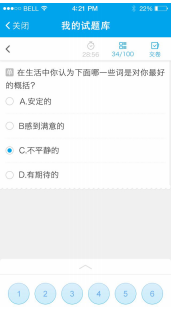 BELL 4:21 PM 22%
关闭 我的试题库
28:56 34/100 交卷
在生活中你认为下面哪一些词是对你最好
的概括?
A.安定的
B感到满意的
C.不平静的
D.有期待的
1 2 3 4 5 6